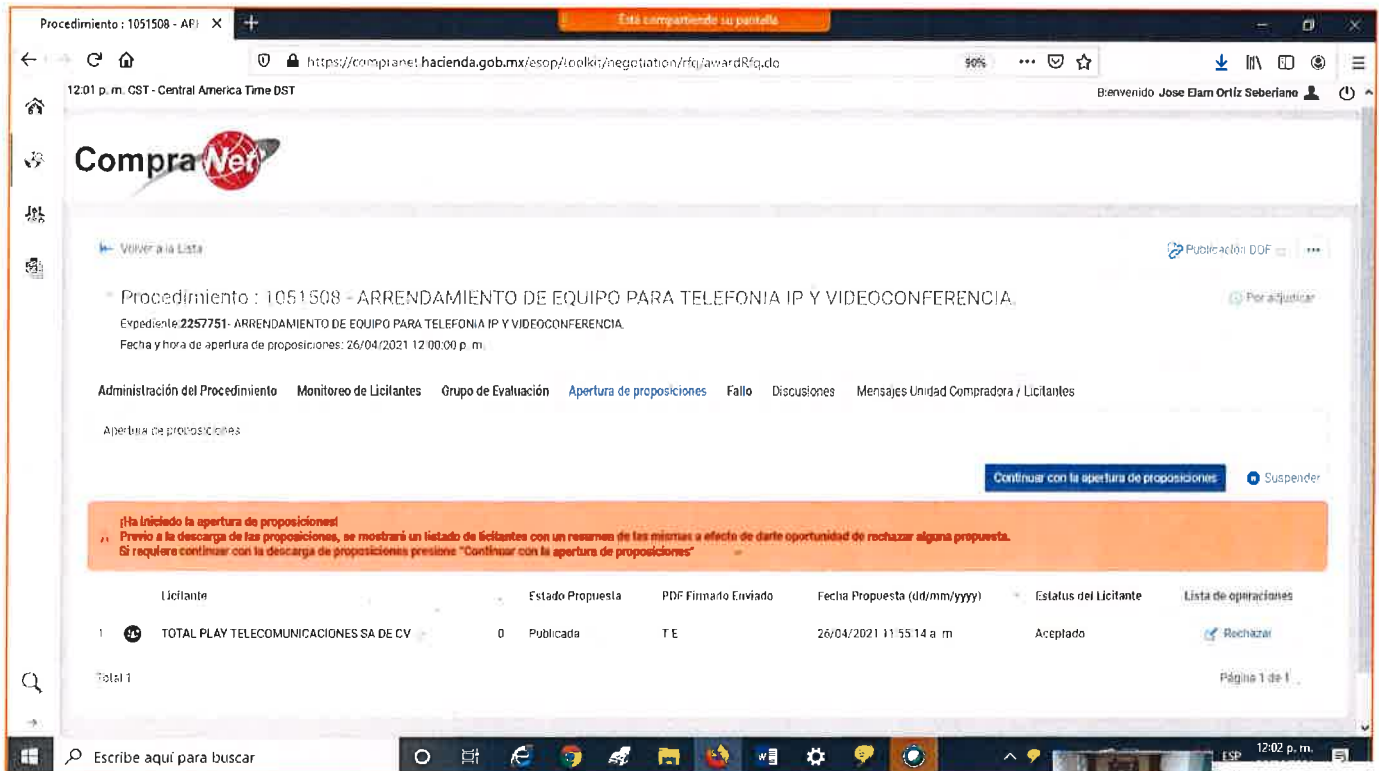 Procedimiento : 1051508 - AP
Está compartiendo su pantalla
https://compranet.hacienda.gob.mx/esop/toolkit/negotiation/rfq/awardRfq.do
90%
12:01 p. m. CST - Central America Time DST
Bienvenido Jose Elam Ortíz Seberiano
CompraNet
Volver a la Lista
Publicación DOF
Procedimiento : 1051508 - ARRENDAMIENTO DE EQUIPO PARA TELEFONIA IP Y VIDEOCONFERENCIA.
Por adjudicar
Expediente:2257751- ARRENDAMIENTO DE EQUIPO PARA TELEFONIA IP Y VIDEOCONFERENCIA.
Fecha y hora de apertura de proposiciones: 26/04/2021 12:00:00 p. m.
Administración del Procedimiento Monitoreo de Licitantes Grupo de Evaluación Apertura de proposiciones Fallo Discusiones Mensajes Unidad Compradora / Licitantes
Apertura de proposiciones
Continuar con la apertura de proposiciones Suspender
¡Ha iniciado la apertura de proposiciones!
Previo a la descarga de las proposiciones, se mostrará un listado de licitantes con un resumen de las mismas a efecto de darle oportunidad de rechazar alguna propuesta.
Si requiere continuar con la descarga de proposiciones presione "Continuar con la apertura de proposiciones"
Licitante Estado Propuesta PDF Firmado Enviado Fecha Propuesta (dd/mm/yyyy) Estatus del Licitante Lista de operaciones
1 TOTAL PLAY TELECOMUNICACIONES SA DE CV 0 Publicada T E 26/04/2021 11:55:14 a. m. Aceptado Rechazar
Total 1
Página 1 de 1
Escribe aquí para buscar
ESP
12:02 p. m.